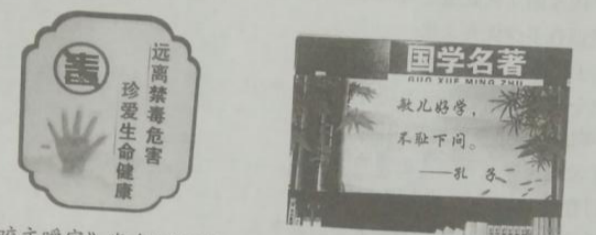 毒
远离禁毒危害
珍爱生命健康
国学名著
GUO XUE MING ZHU
敏儿好学，
不耻下问。
——孔 子